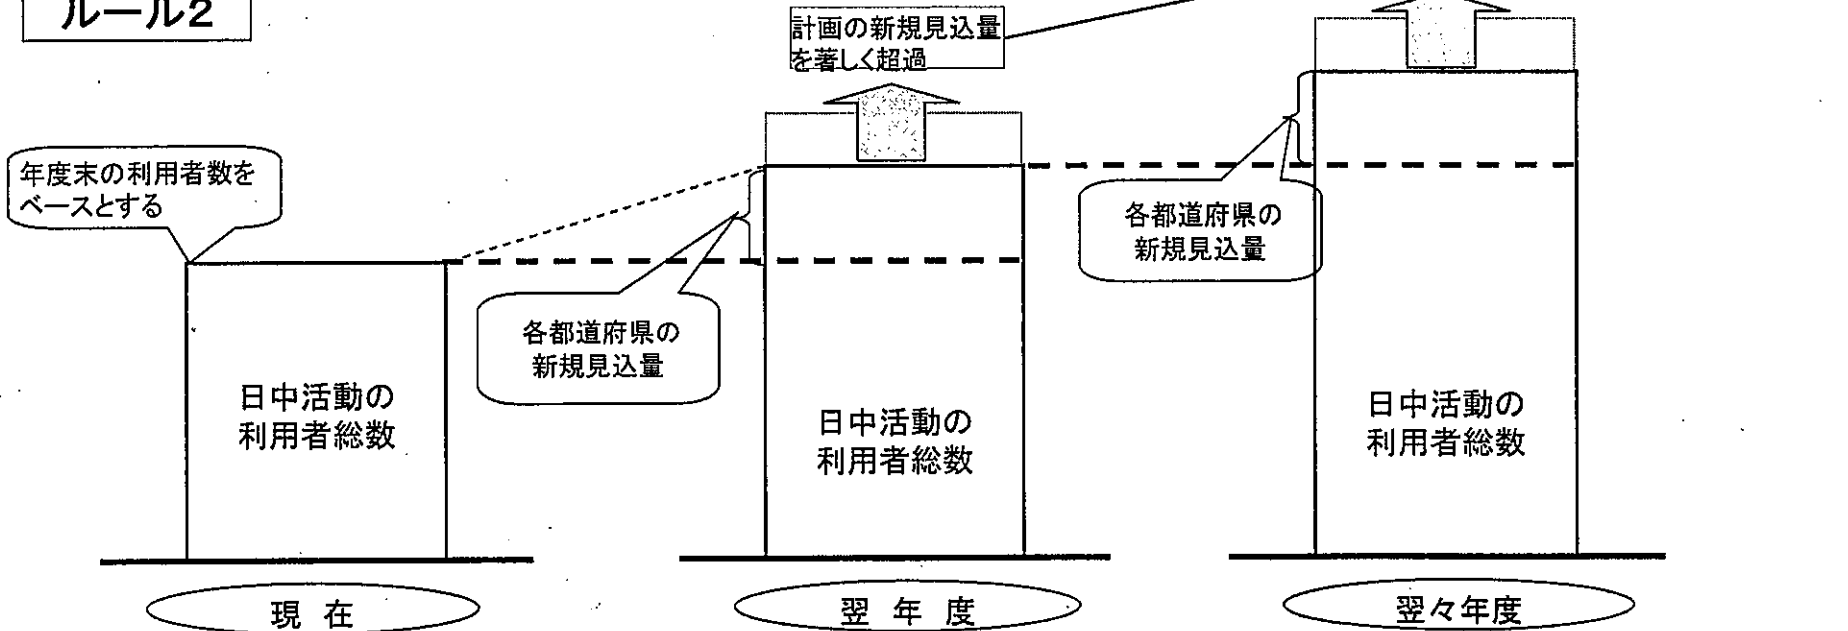 ルール2
計画の新規見込量
を著しく超過
年度末の利用者数を
ベースとする
各都道府県の
新規見込量
各都道府県の
新規見込量
日中活動の
利用者総数
日中活動の
利用者総数
日中活動の
利用者総数
現 在
翌 年 度
翌々年度